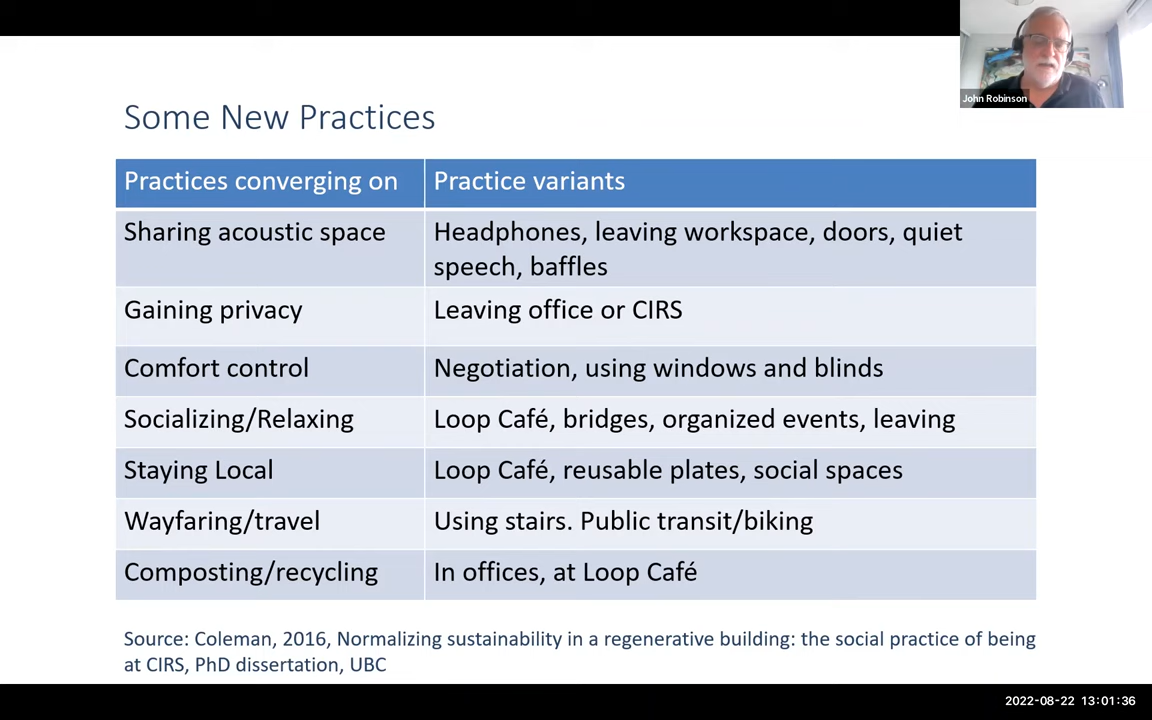 John Robinson
Some New Practices
Practices converging on
Practice variants
Sharing acoustic space
Headphones, leaving workspace, doors, quiet
speech, baffles
Gaining privacy
Leaving office or CIRS
Comfort control
Negotiation, using windows and blinds
Socializing/Relaxing
Loop Café, bridges, organized events, leaving
Staying Local
Loop Café, reusable plates, social spaces
Wayfaring/travel
Using stairs. Public transit/biking
Composting/recycling
In offices, at Loop Café
Source: Coleman, 2016, Normalizing sustainability in a regenerative building: the social practice of being
at CIRS, PhD dissertation, UBC
2022-08-22 13:01:36